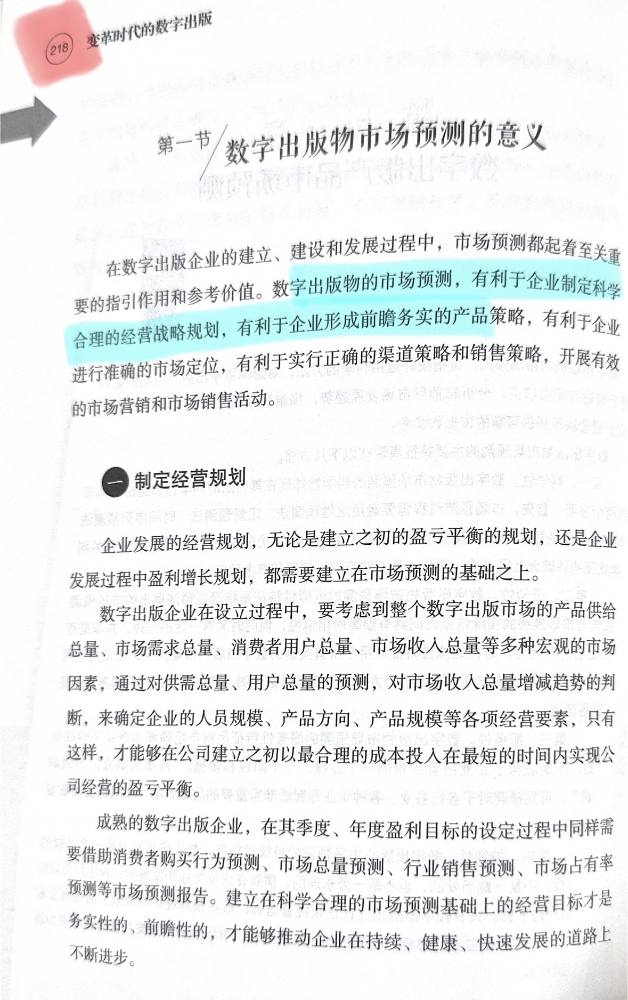 218 变革时代的数字出版
第一节 / 数字出版物市场预测的意义
在数字出版企业的建立、建设和发展过程中，市场预测都起着至关重
要的指引作用和参考价值。数字出版物的市场预测，有利于企业制定科学
合理的经营战略规划，有利于企业形成前瞻务实的产品策略，有利于企业
进行准确的市场定位，有利于实行正确的渠道策略和销售策略，开展有效
的市场营销和市场销售活动。
一 制定经营规划
企业发展的经营规划，无论是建立之初的盈亏平衡的规划，还是企业
发展过程中盈利增长规划，都需要建立在市场预测的基础之上。
数字出版企业在设立过程中，要考虑到整个数字出版市场的产品供给
总量、市场需求总量、消费者用户总量、市场收入总量等多种宏观的市场
因素，通过对供需总量、用户总量的预测，对市场收入总量增减趋势的判
断，来确定企业的人员规模、产品方向、产品规模等各项经营要素，只有
这样，才能够在公司建立之初以最合理的成本投入在最短的时间内实现公
司经营的盈亏平衡。
成熟的数字出版企业，在其季度、年度盈利目标的设定过程中同样需
要借助消费者购买行为预测、市场总量预测、行业销售预测、市场占有率
预测等市场预测报告。建立在科学合理的市场预测基础上的经营目标才是
务实性的、前瞻性的，才能够推动企业在持续、健康、快速发展的道路上
不断进步。